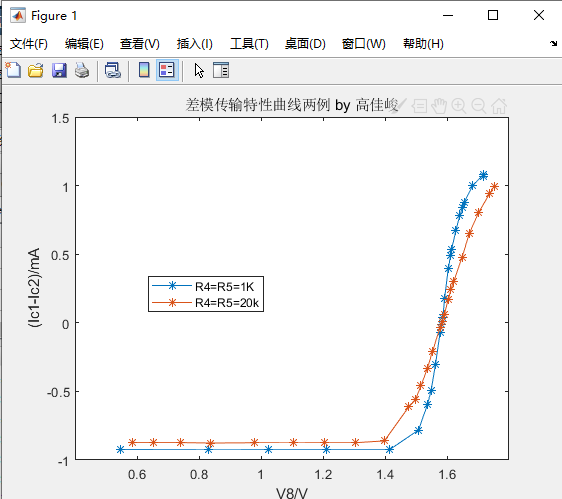 Figure 1
文件(F) 编辑(E) 查看(V) 插入(I) 工具(T) 桌面(D) 窗口(W) 帮助(H)
差模传输特性曲线两例 by 高佳峻
1.5
1
0.5
0
-0.5
-1
(Ic1-Ic2)/mA
R4=R5=1K
R4=R5=20k
0.6 0.8 1 1.2 1.4 1.6
V8/V